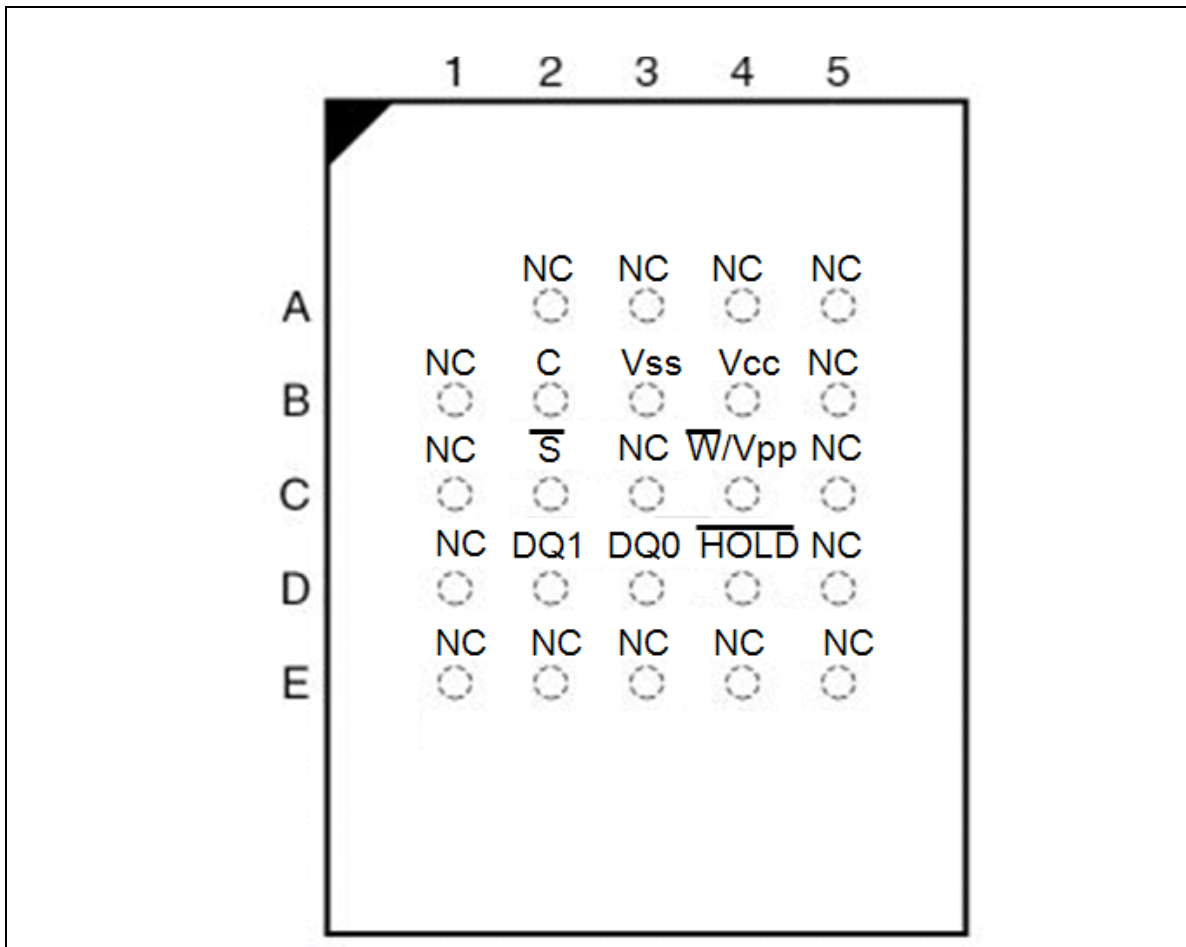 1 2 3 4 5
NC NC NC NC
A
NC C Vss Vcc NC
B
NC S̅ NC W̅/Vpp NC
C
NC DQ1 DQ0 H̅O̅L̅D̅ NC
D
NC NC NC NC NC
E